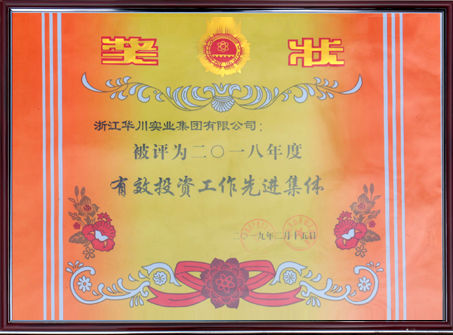 奖状
浙江华川实业集团有限公司：
被评为二〇一八年度
有效投资工作先进集体
二〇一九年二月十五日